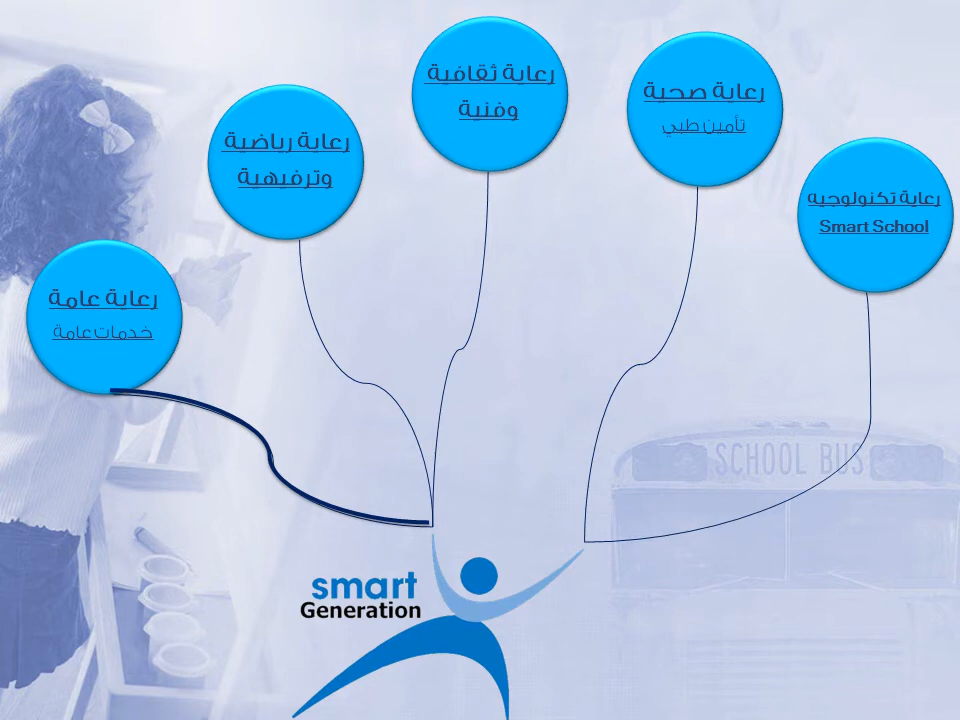 رعاية ثقافية
وفنية
رعاية صحية
تأمين طبي
رعاية رياضية
وترفيهية
رعاية تكنولوجيه
Smart School
رعاية عامة
خدمات عامة
SCHOOL BUS
smart
Generation